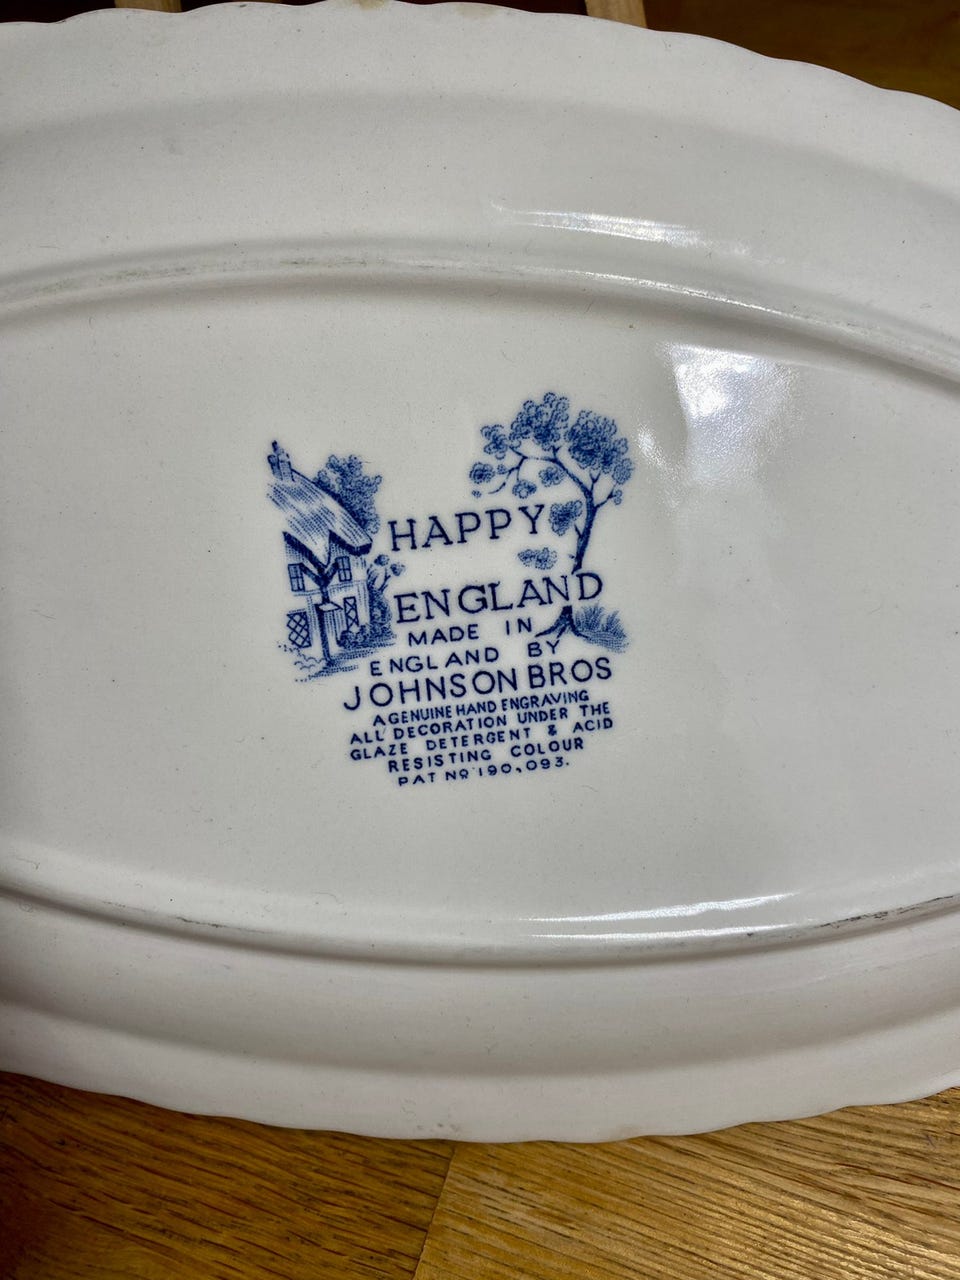 HAPPY
ENGLAND
MADE IN
ENGLAND BY
JOHNSON BROS
A GENUINE HAND ENGRAVING
ALL DECORATION UNDER THE
GLAZE DETERGENT & ACID
RESISTING COLOUR
PAT Nº 190,093.